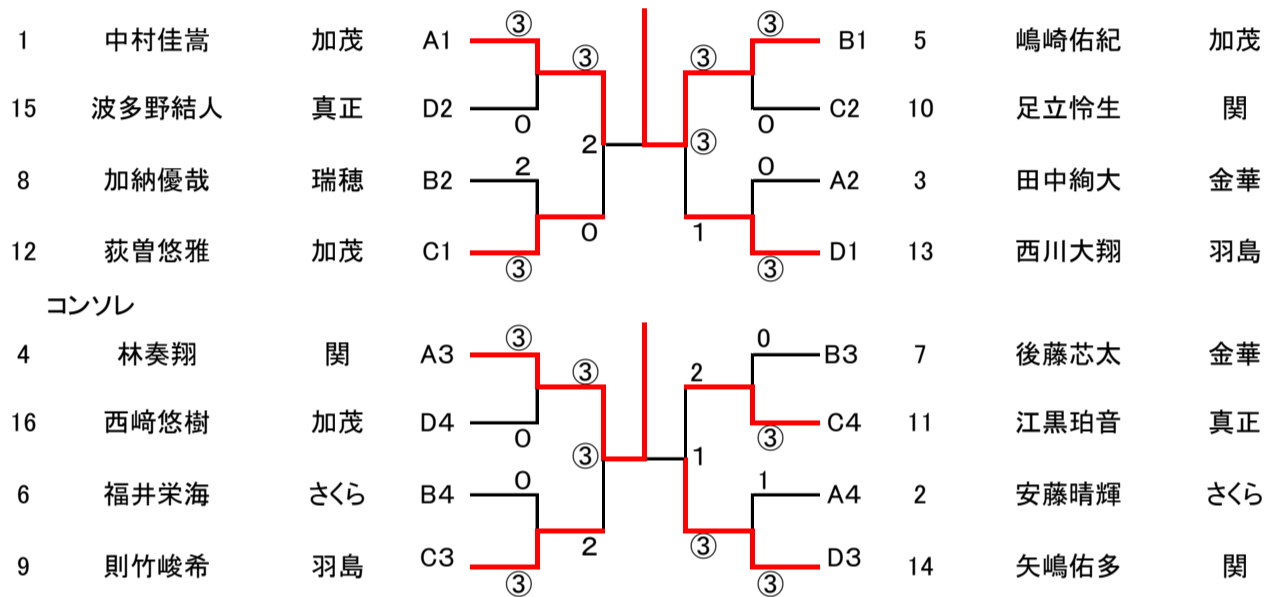 ③ ③
1 中村佳嵩 加茂 A1 B1 5 嶋崎佑紀 加茂
③ ③
15 波多野結人 真正 D2 C2 10 足立怜生 関
0 0
2 ③
2 0
8 加納優哉 瑞穂 B2 A2 3 田中絢大 金華
0 1
12 荻曽悠雅 加茂 C1 D1 13 西川大翔 羽島
③ ③
コンソレ
③ 0
4 林奏翔 関 A3 B3 7 後藤芯太 金華
③ 2
16 西﨑悠樹 加茂 D4 C4 11 江黒珀音 真正
0 ③
③ 1
0 1
6 福井栄海 さくら B4 A4 2 安藤晴輝 さくら
2 ③
9 則竹峻希 羽島 C3 D3 14 矢嶋佑多 関
③ ③